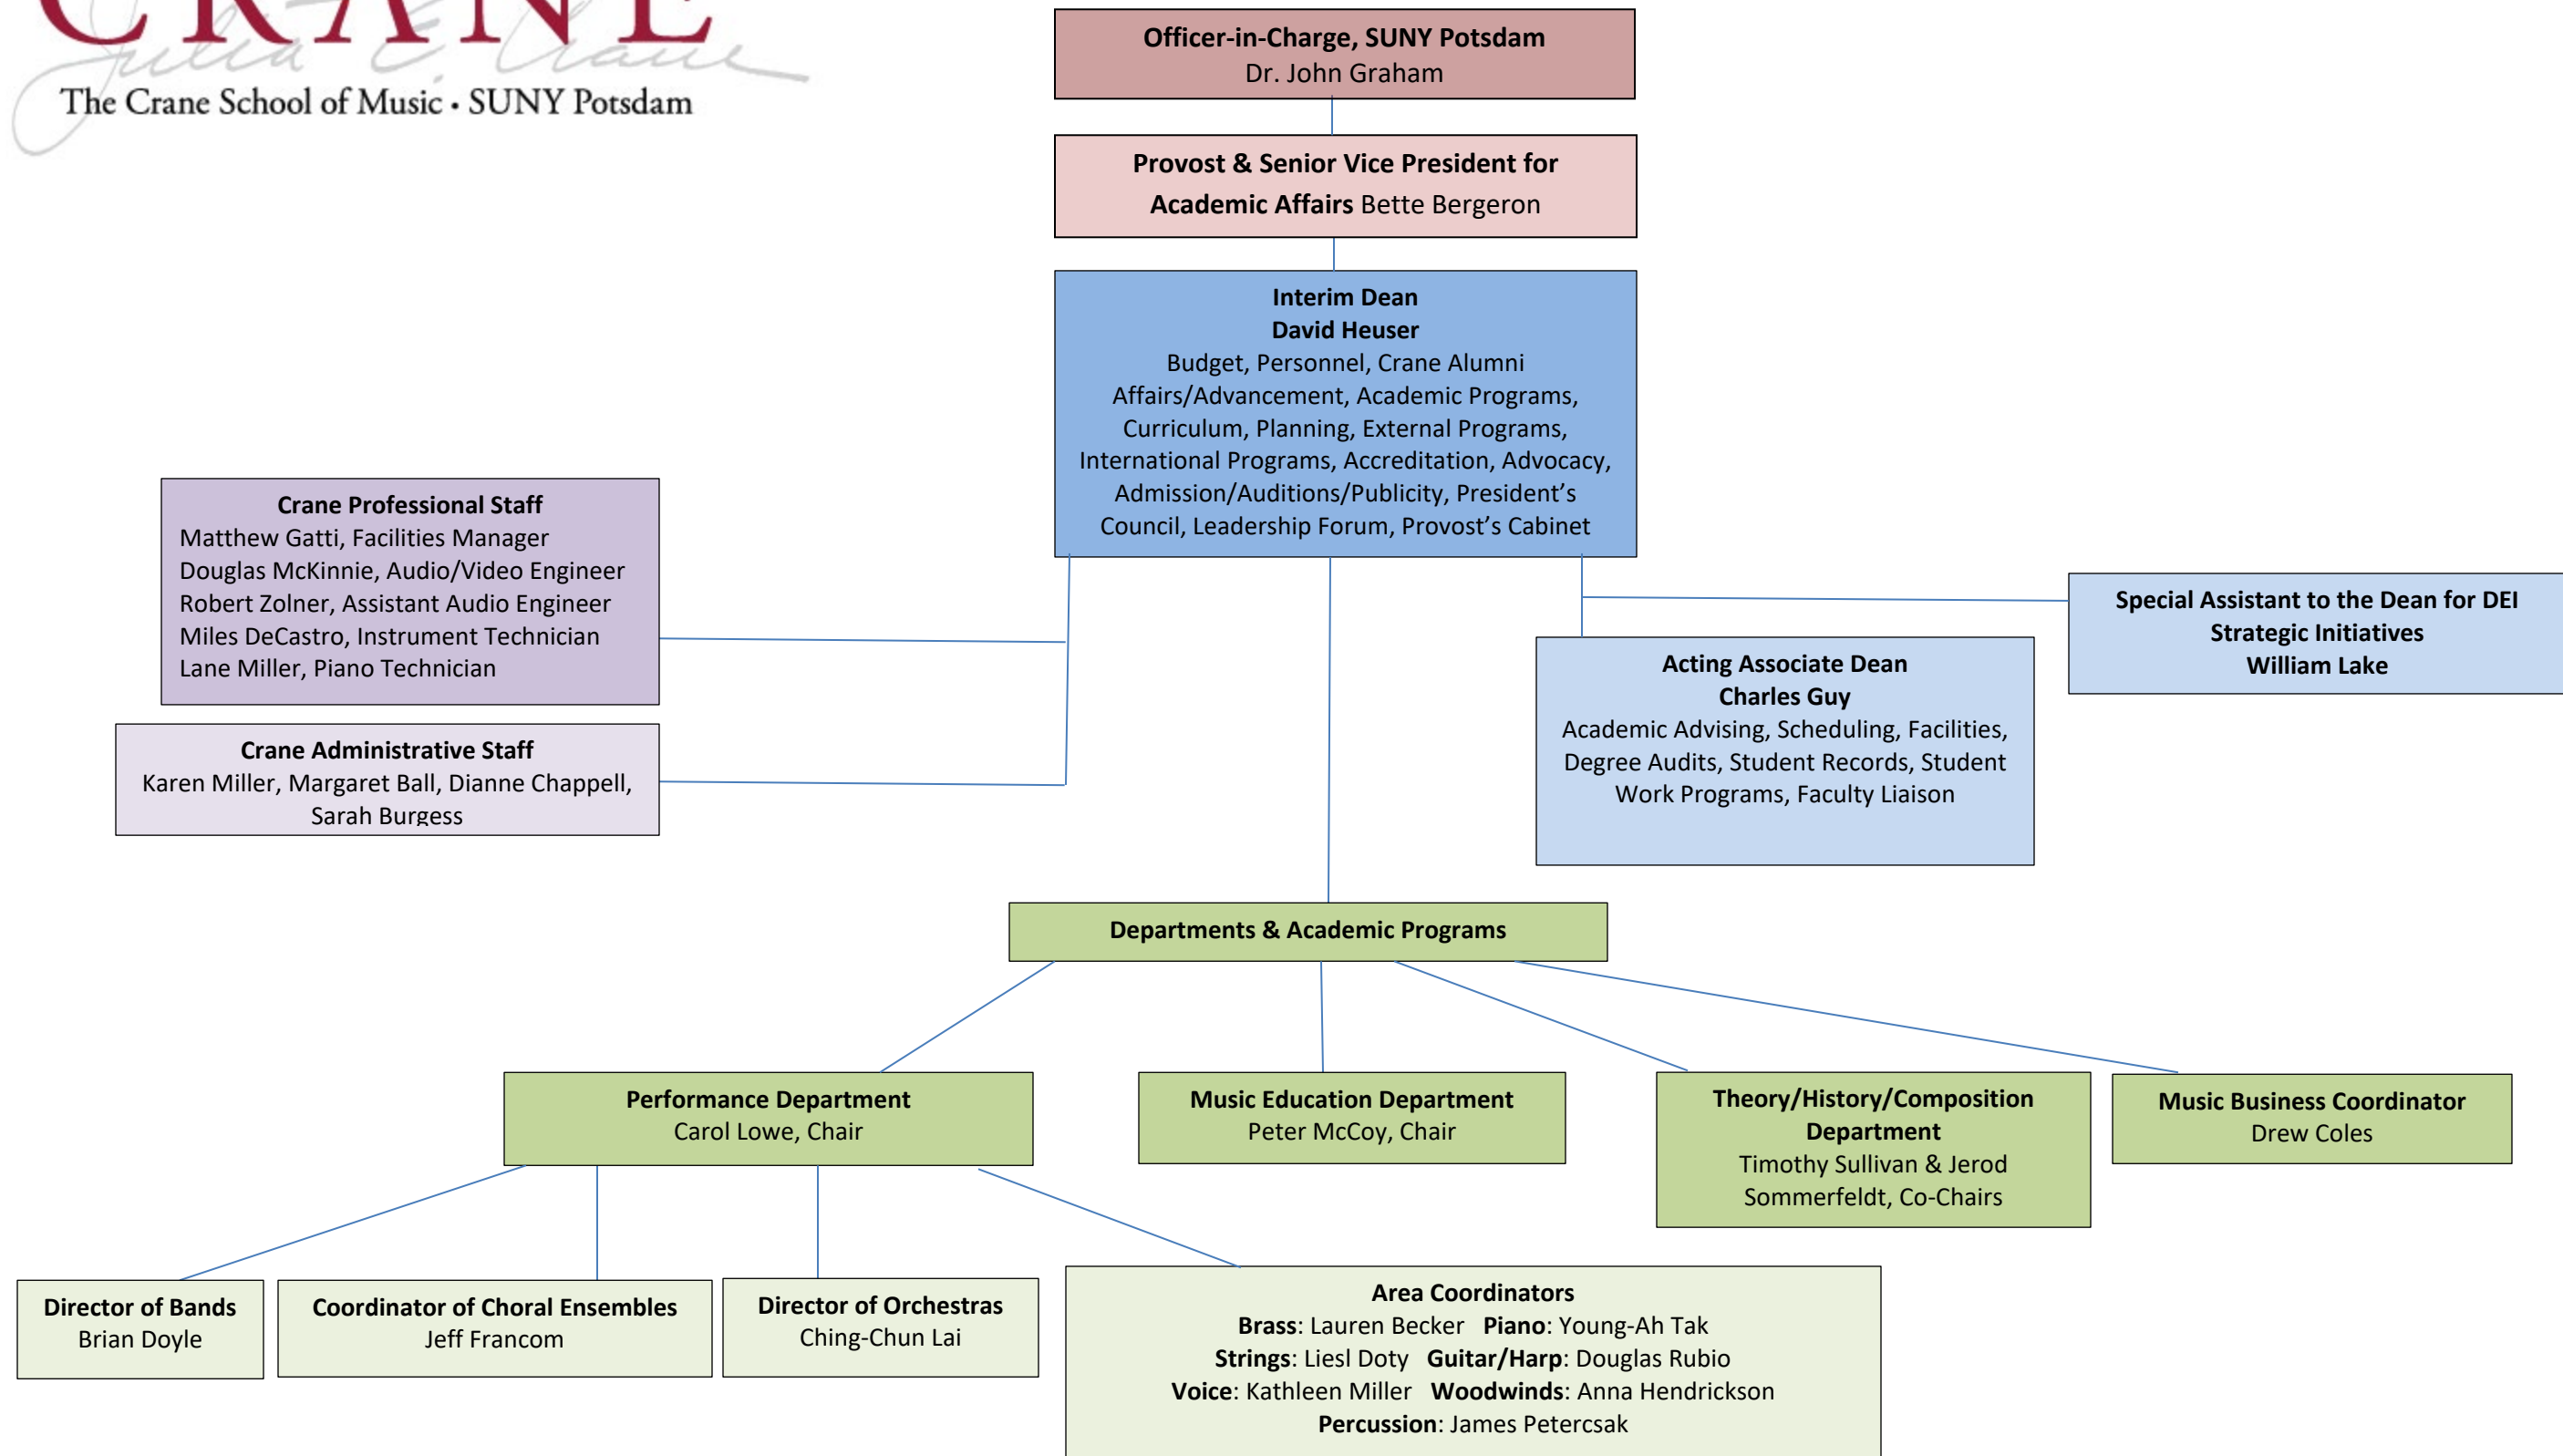 CRANE
Julia E. Crane
The Crane School of Music • SUNY Potsdam
Officer-in-Charge, SUNY Potsdam
Dr. John Graham
Provost & Senior Vice President for
Academic Affairs Bette Bergeron
Interim Dean
David Heuser
Budget, Personnel, Crane Alumni
Affairs/Advancement, Academic Programs,
Curriculum, Planning, External Programs,
International Programs, Accreditation, Advocacy,
Admission/Auditions/Publicity, President’s
Council, Leadership Forum, Provost’s Cabinet
Crane Professional Staff
Matthew Gatti, Facilities Manager
Douglas McKinnie, Audio/Video Engineer
Robert Zolner, Assistant Audio Engineer
Miles DeCastro, Instrument Technician
Lane Miller, Piano Technician
Special Assistant to the Dean for DEI
Strategic Initiatives
William Lake
Acting Associate Dean
Charles Guy
Academic Advising, Scheduling, Facilities,
Degree Audits, Student Records, Student
Work Programs, Faculty Liaison
Crane Administrative Staff
Karen Miller, Margaret Ball, Dianne Chappell,
Sarah Burgess
Departments & Academic Programs
Performance Department
Carol Lowe, Chair
Music Education Department
Peter McCoy, Chair
Theory/History/Composition
Department
Timothy Sullivan & Jerod
Sommerfeldt, Co-Chairs
Music Business Coordinator
Drew Coles
Director of Bands
Brian Doyle
Coordinator of Choral Ensembles
Jeff Francom
Director of Orchestras
Ching-Chun Lai
Area Coordinators
Brass: Lauren Becker Piano: Young-Ah Tak
Strings: Liesl Doty Guitar/Harp: Douglas Rubio
Voice: Kathleen Miller Woodwinds: Anna Hendrickson
Percussion: James Petercsak